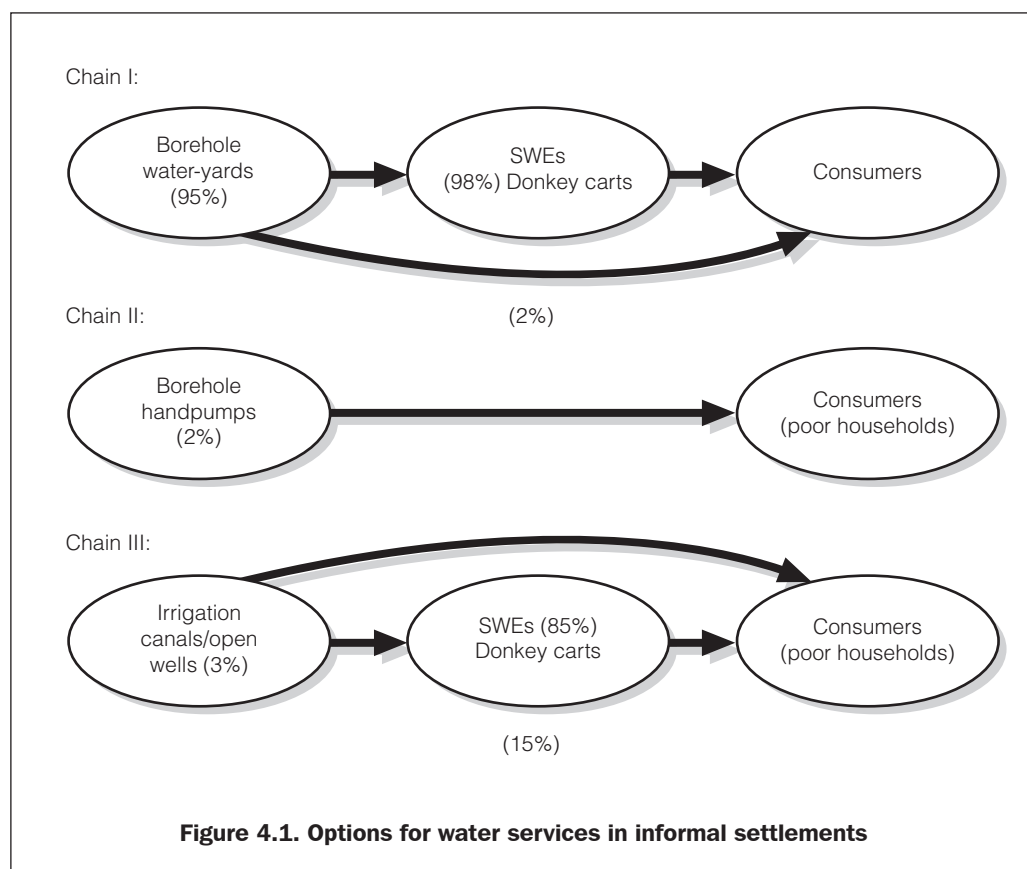 Chain I:
Borehole
water-yards
(95%)
SWEs
(98%) Donkey carts
Consumers
(2%)
Chain II:
Borehole
handpumps
(2%)
Consumers
(poor households)
Chain III:
Irrigation
canals/open
wells (3%)
SWEs (85%)
Donkey carts
Consumers
(poor households)
(15%)
Figure 4.1. Options for water services in informal settlements